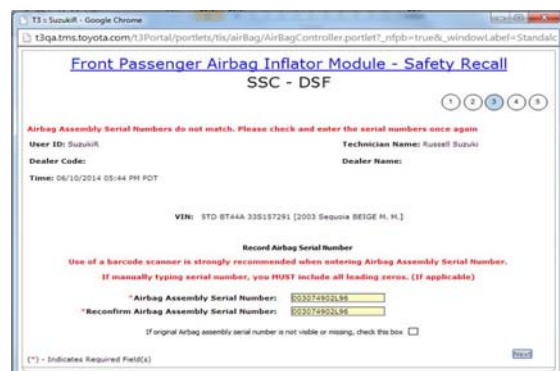 T3 : SuzukiR - Google Chrome
t3qa.tms.toyota.com/t3Portal/portlets/tis/airBag/AirBagController.portlet?_nfpb=true&_windowLabel=Standalc
Front Passenger Airbag Inflator Module - Safety Recall
SSC - DSF
1 2 3 4 5
Airbag Assembly Serial Numbers do not match. Please check and enter the serial numbers once again
User ID: SuzukiR Technician Name: Russell Suzuki
Dealer Code: Dealer Name:
Time: 06/10/2014 05:44 PM PDT
VIN: 5TD BT44A 33S157291 [2003 Sequoia BEIGE M. M.]
Record Airbag Serial Number
Use of a barcode scanner is strongly recommended when entering Airbag Assembly Serial Number.
If manually typing serial number, you MUST include all leading zeros. (If applicable)
*Airbag Assembly Serial Number: 003074902L96
*Reconfirm Airbag Assembly Serial Number: 003074902L96
If original Airbag assembly serial number is not visible or missing, check this box
(*) - Indicates Required Field(s) Next